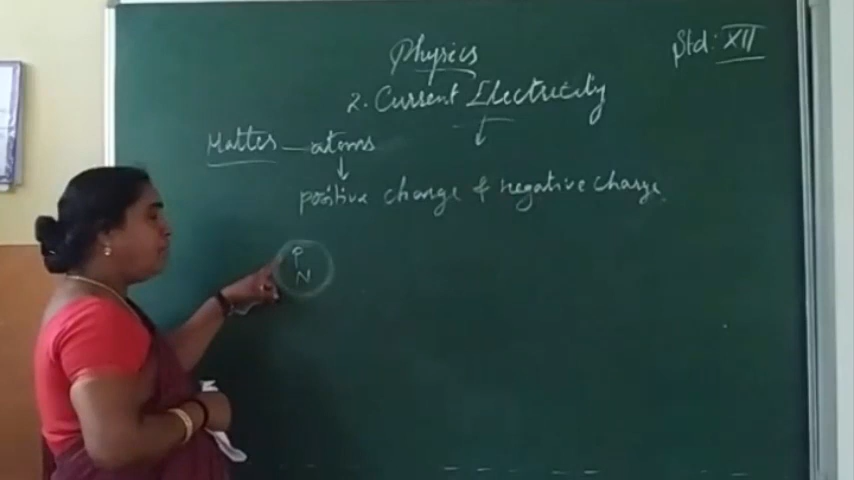 Physics
Std: XII
2. Current Electricity
Matter — atoms
positive charge & negative charge
P
N